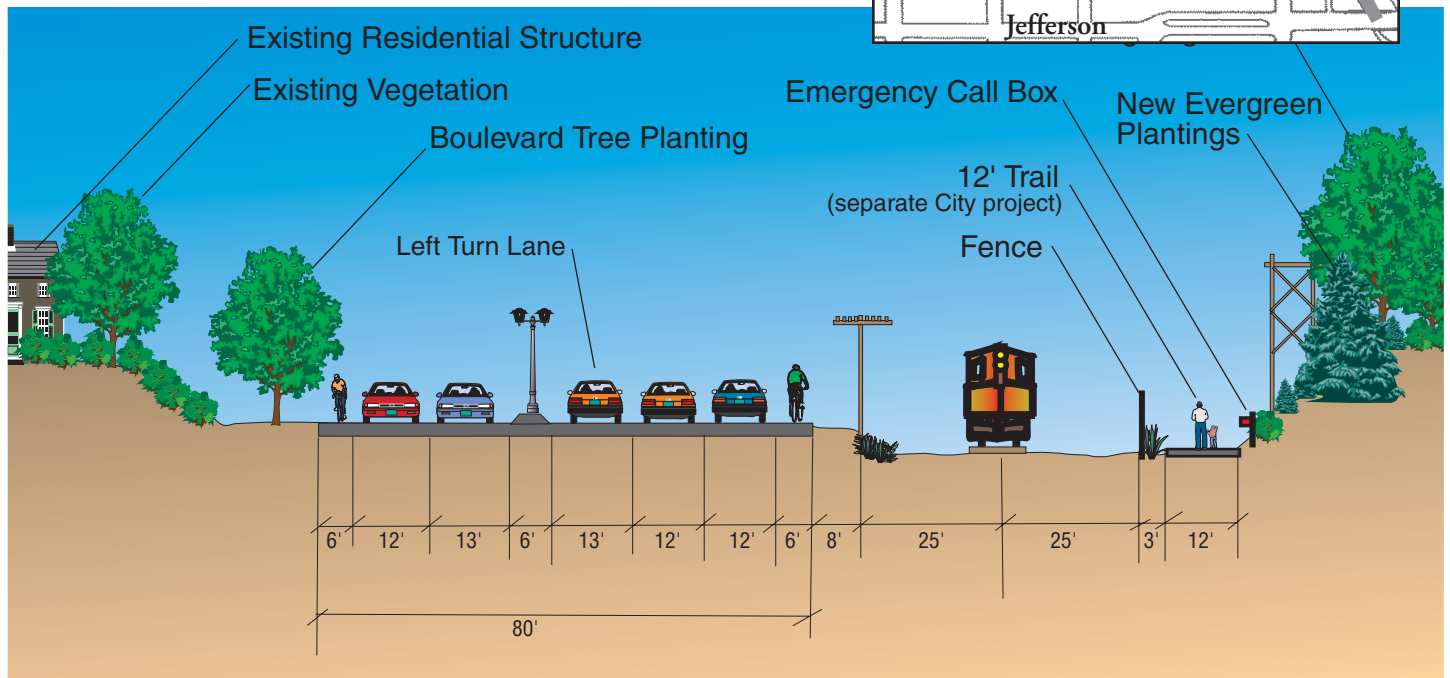 Jefferson
Existing Residential Structure
Existing Vegetation
Boulevard Tree Planting
Left Turn Lane
Emergency Call Box
New Evergreen
Plantings
12' Trail
(separate City project)
Fence
6' 12' 13' 6' 13' 12' 12' 6' 8' 25' 25' 3' 12'
80'